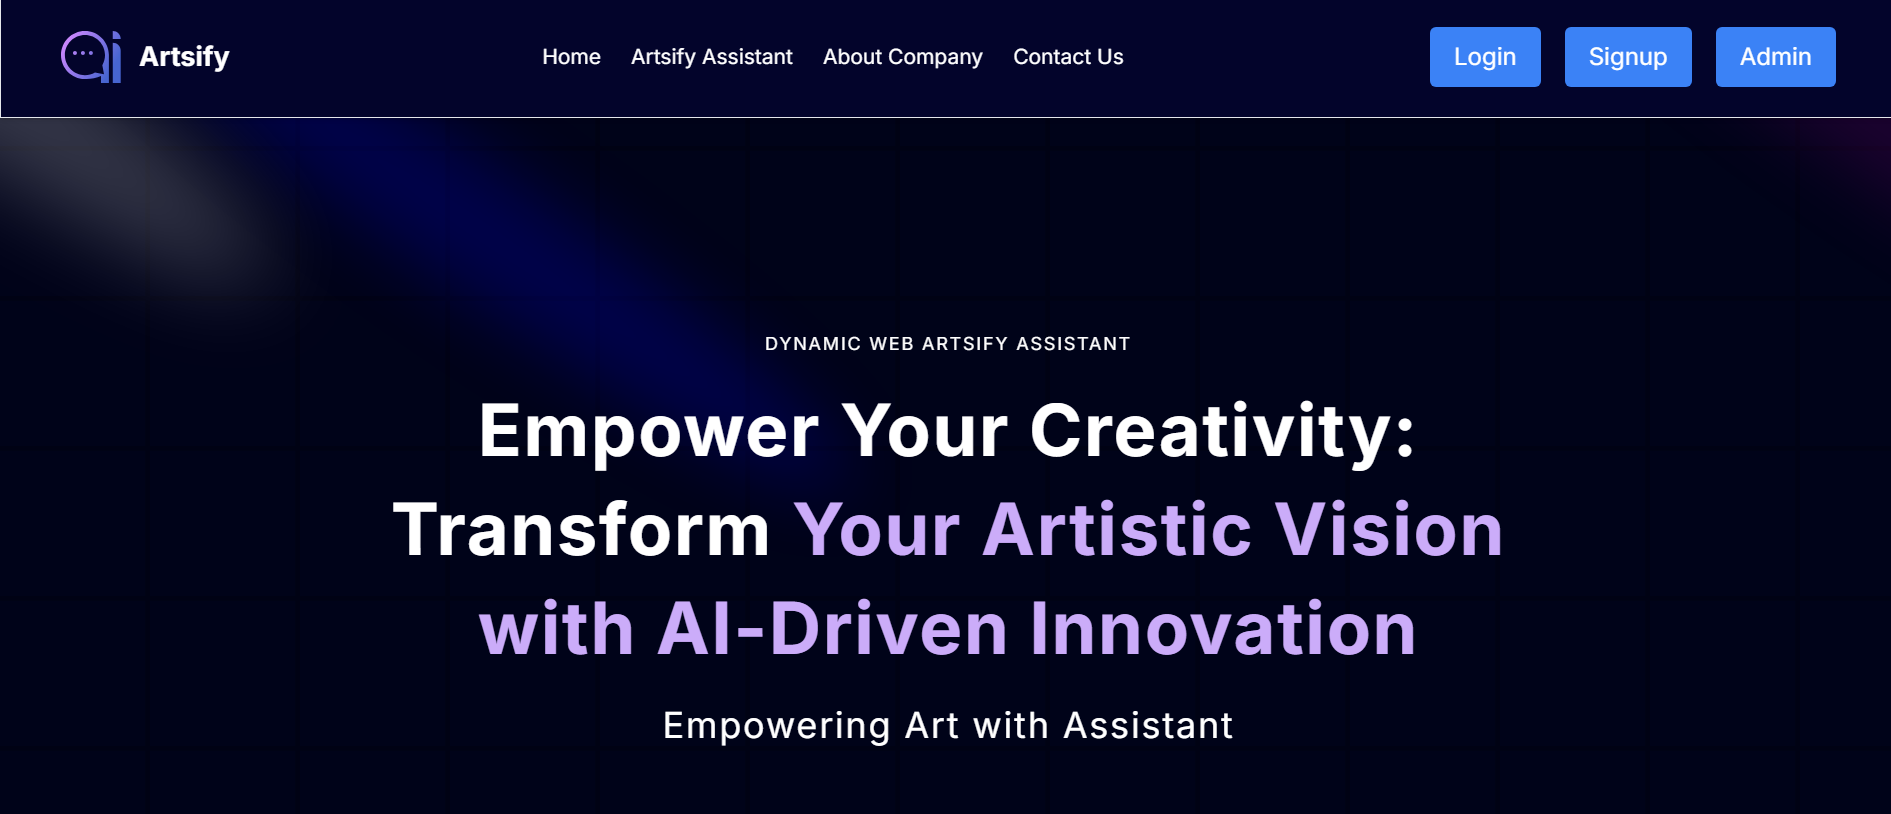 Artsify
Home Artsify Assistant About Company Contact Us
Login Signup Admin
DYNAMIC WEB ARTSIFY ASSISTANT
Empower Your Creativity:
Transform Your Artistic Vision
with AI-Driven Innovation
Empowering Art with Assistant